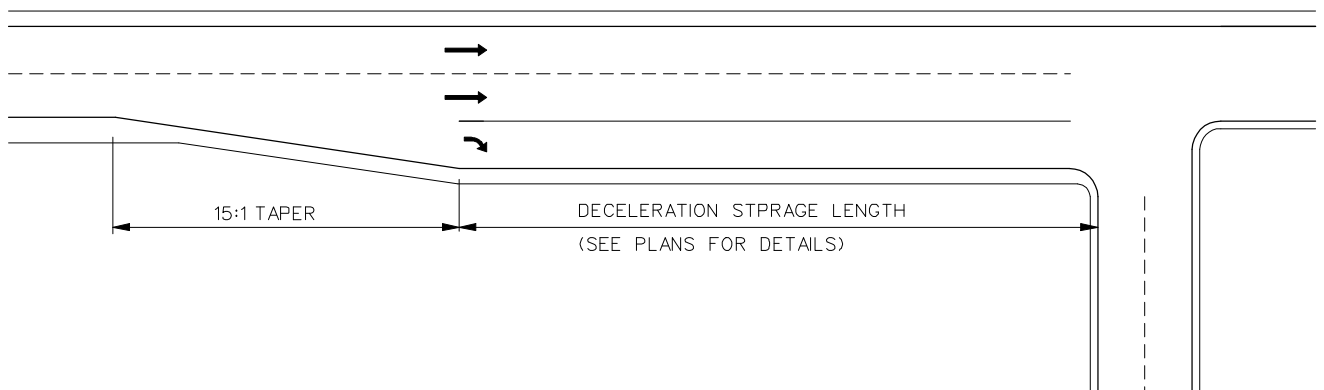 15:1 TAPER
DECELERATION STPRAGE LENGTH
(SEE PLANS FOR DETAILS)